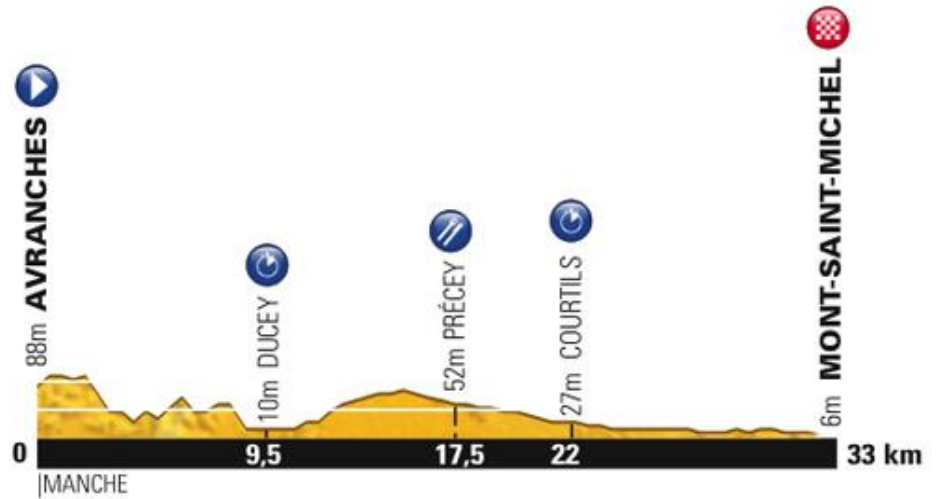 88m AVRANCHES
10m DUCEY
52m PRÉCEY
27m COURTILS
6m MONT-SAINT-MICHEL
0 9,5 17,5 22 33 km
MANCHE